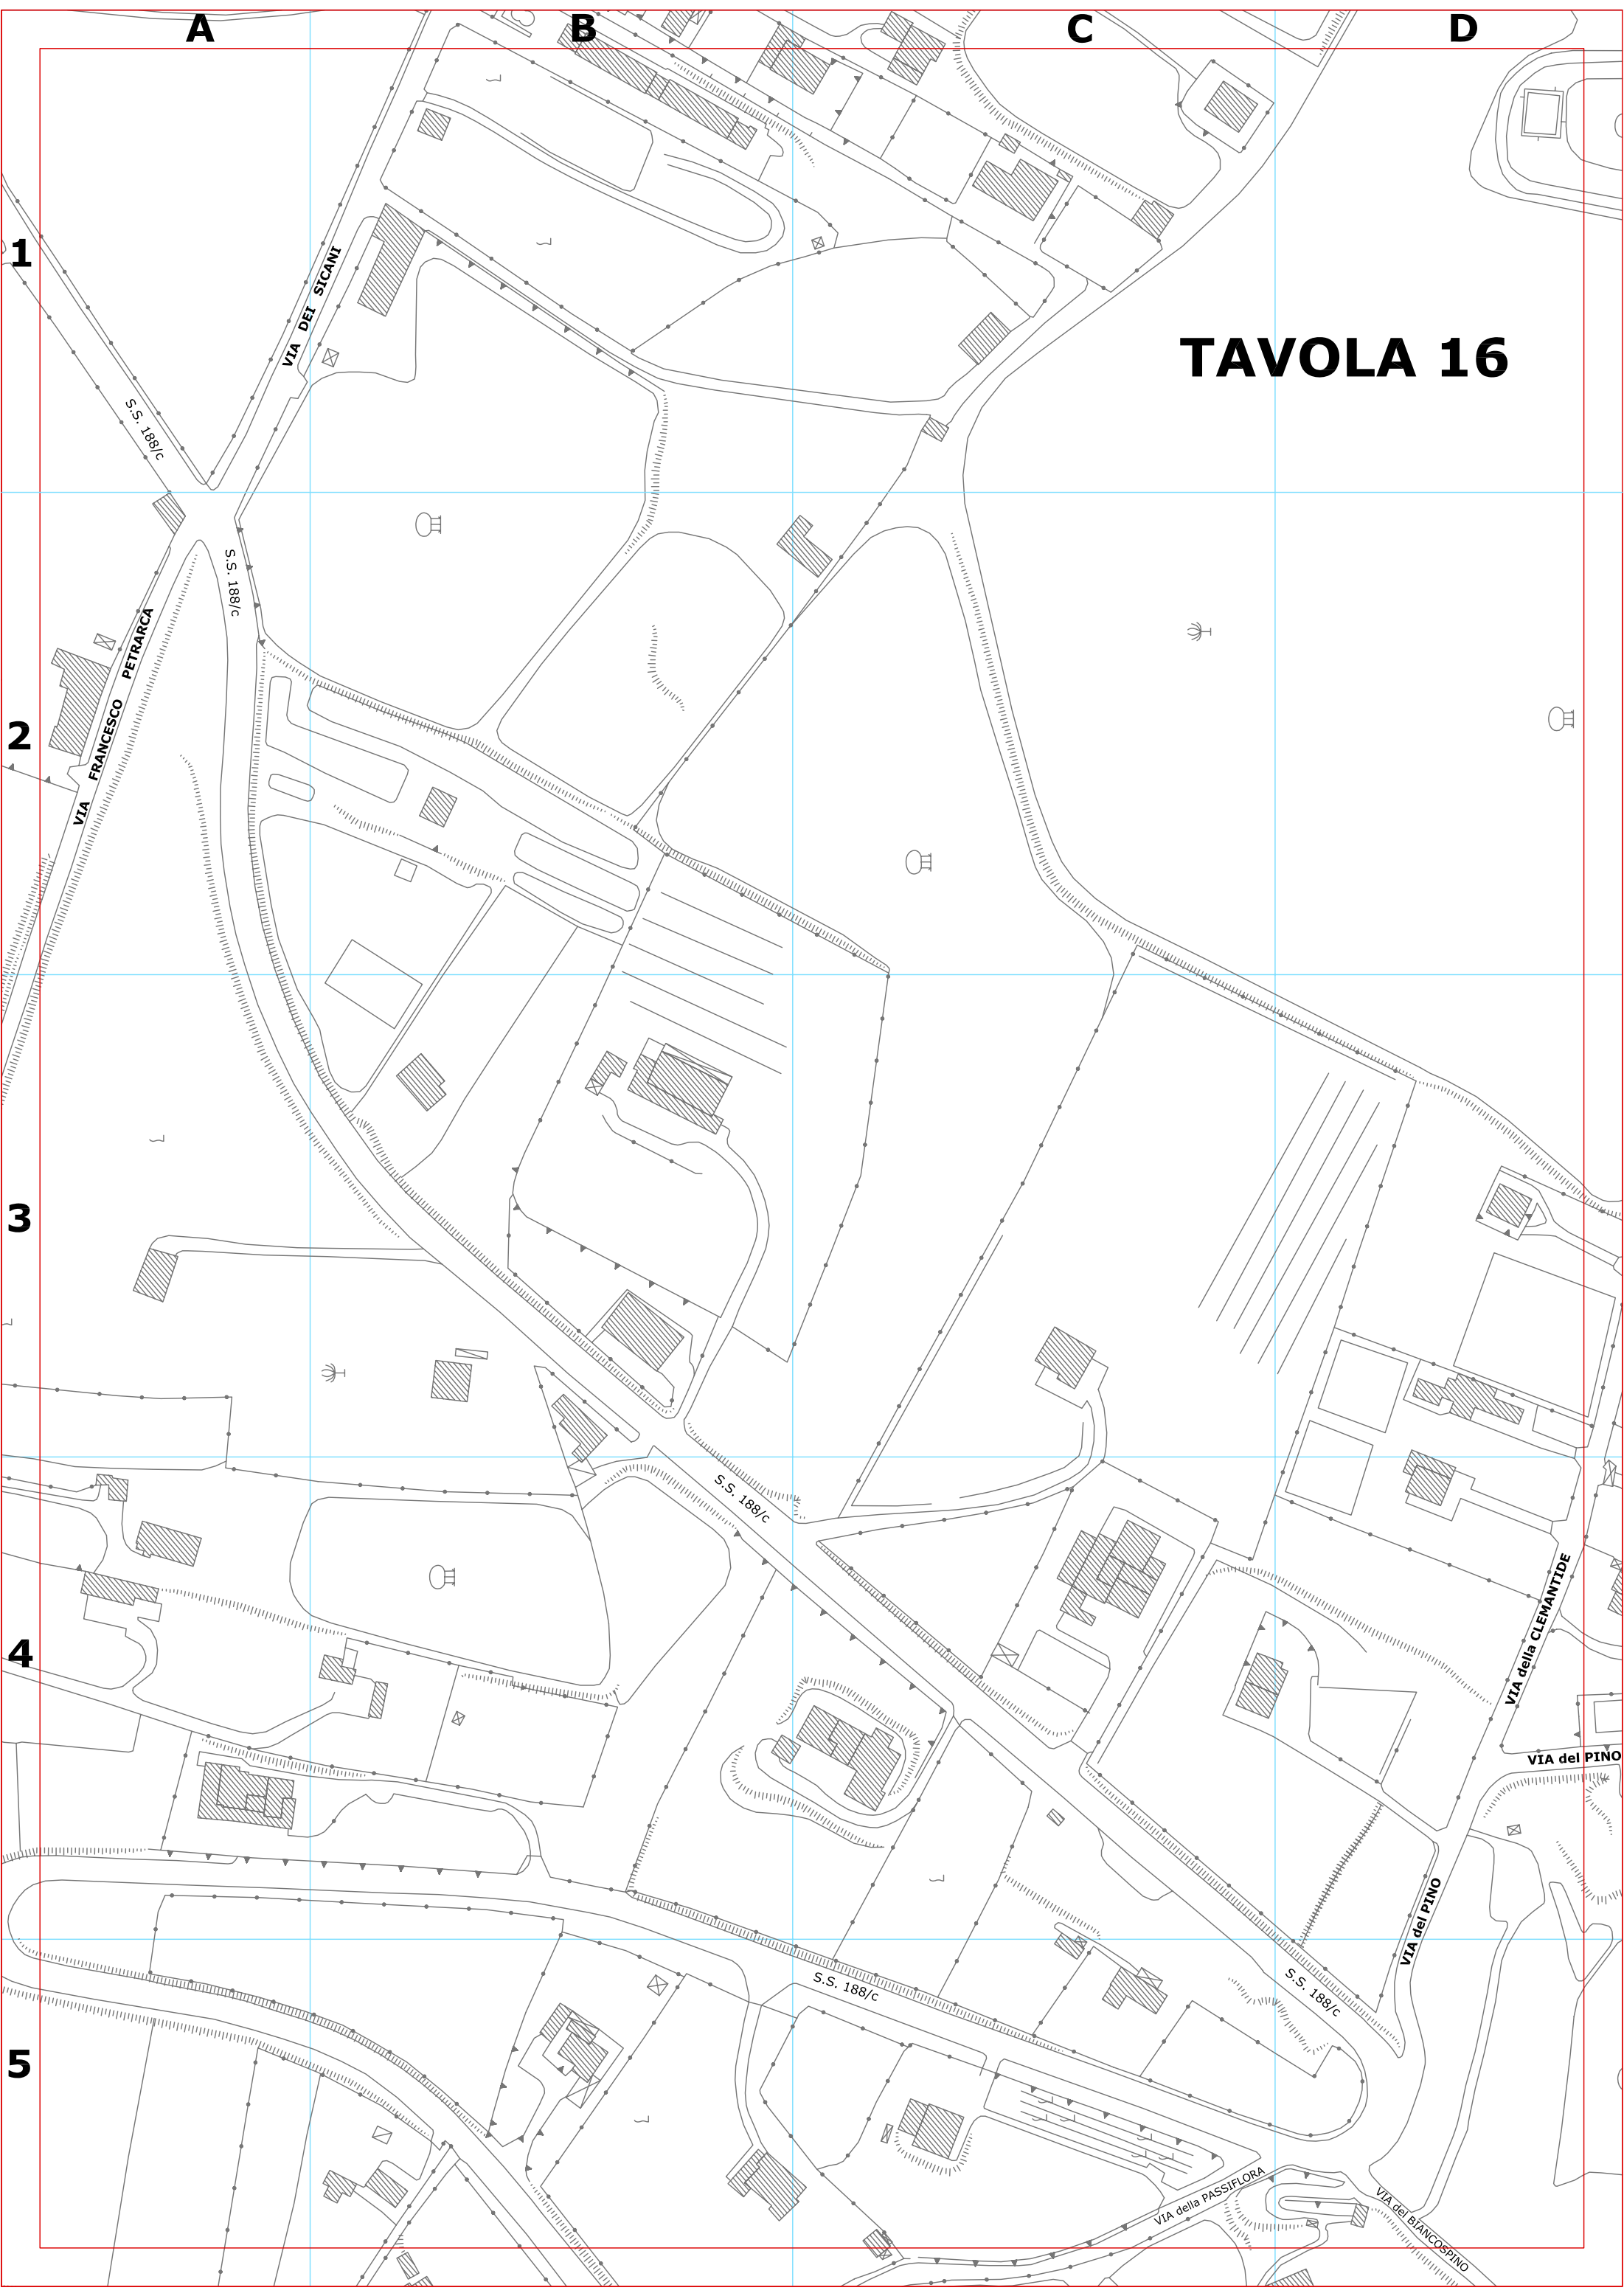 A
B
C
D
1
VIA DEI SICANI
TAVOLA 16
S.S. 188/c
S.S. 188/c
VIA FRANCESCO PETRARCA
2
3
S.S. 188/c
4
VIA della CLEMANTIDE
VIA del PINO
VIA del PINO
S.S. 188/c
S.S. 188/c
5
VIA della PASSIFLORA
VIA del BIANCOSPINO